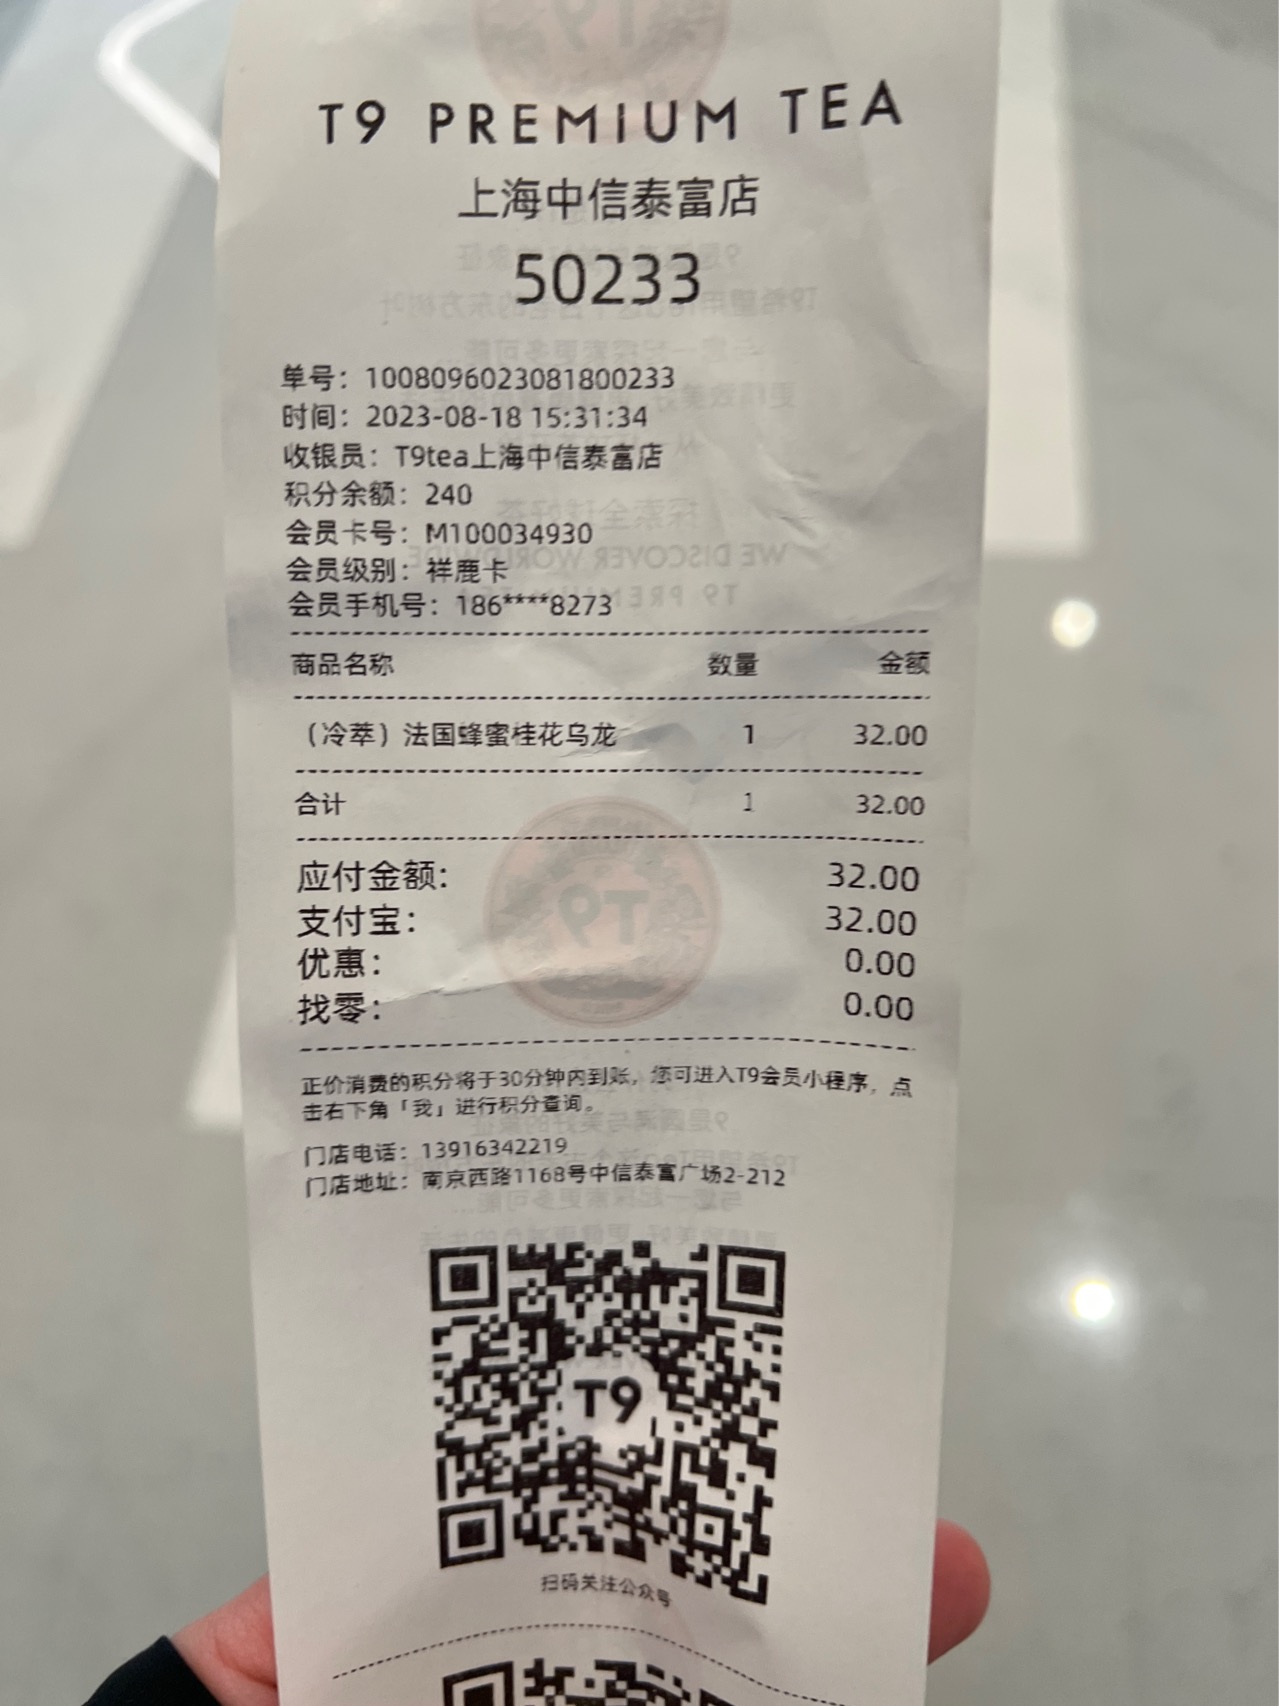 T9 PREMIUM TEA
上海中信泰富店
50233
单号：1008096023081800233
时间：2023-08-18 15:31:34
收银员：T9tea上海中信泰富店
积分余额：240
会员卡号：M100034930
会员级别：祥鹿卡
会员手机号：186****8273
商品名称 数量 金额
（冷萃）法国蜂蜜桂花乌龙 1 32.00
合计 1 32.00
应付金额: 32.00
支付宝: 32.00
优惠: 0.00
找零: 0.00
正价消费的积分将于30分钟内到账，您可进入T9会员小程序，点
击右下角「我」进行积分查询。
门店电话：13916342219
门店地址：南京西路1168号中信泰富广场2-212
T9
扫码关注公众号